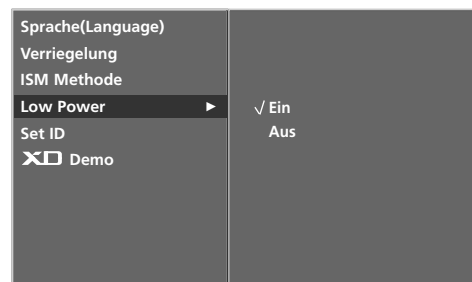 Sprache(Language)
Verriegelung
ISM Methode
Low Power ►
Set ID
XD Demo
√ Ein
Aus